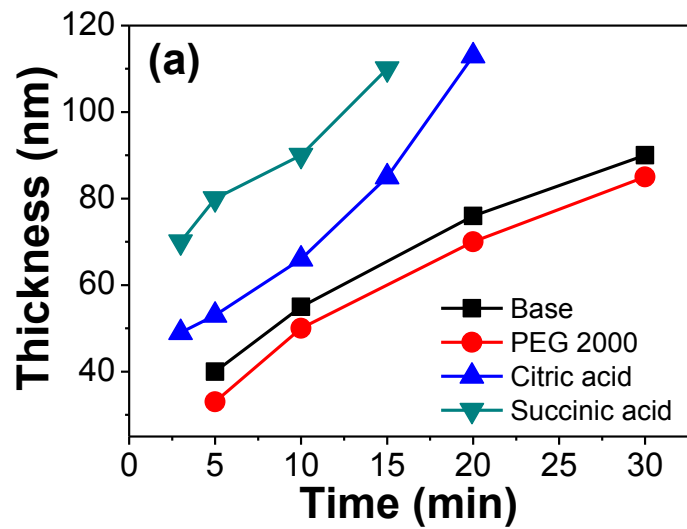 (a)
Thickness (nm)
120
100
80
60
40
0 5 10 15 20 25 30
Time (min)
Base
PEG 2000
Citric acid
Succinic acid